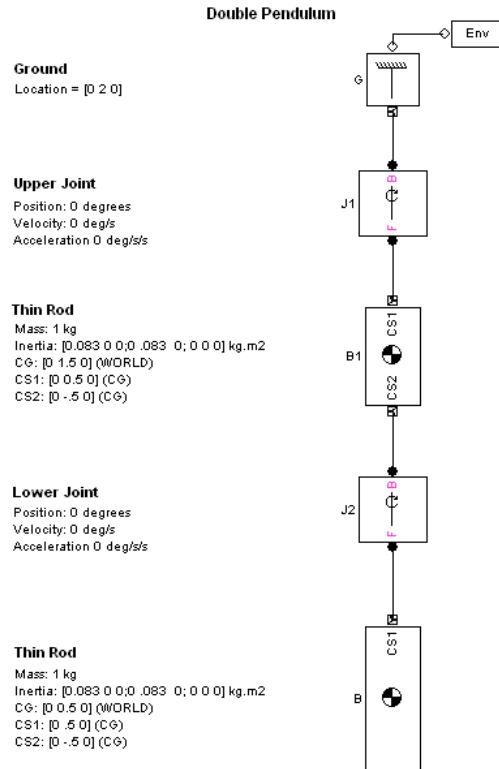 Double Pendulum
Env
Ground
Location = [0 2 0]
G
Upper Joint
Position: 0 degrees
Velocity: 0 deg/s
Acceleration 0 deg/s/s
B
J1
F
Thin Rod
Mass: 1 kg
Inertia: [0.083 0 0;0 .083 0; 0 0 0] kg.m2
CG: [0 1.5 0] (WORLD)
CS1: [0 0.5 0] (CG)
CS2: [0 -.5 0] (CG)
CS1
B1
CS2
Lower Joint
Position: 0 degrees
Velocity: 0 deg/s
Acceleration 0 deg/s/s
B
J2
F
Thin Rod
Mass: 1 kg
Inertia: [0.083 0 0;0 .083 0; 0 0 0] kg.m2
CG: [0 0.5 0] (WORLD)
CS1: [0 .5 0] (CG)
CS2: [0 -.5 0] (CG)
CS1
B